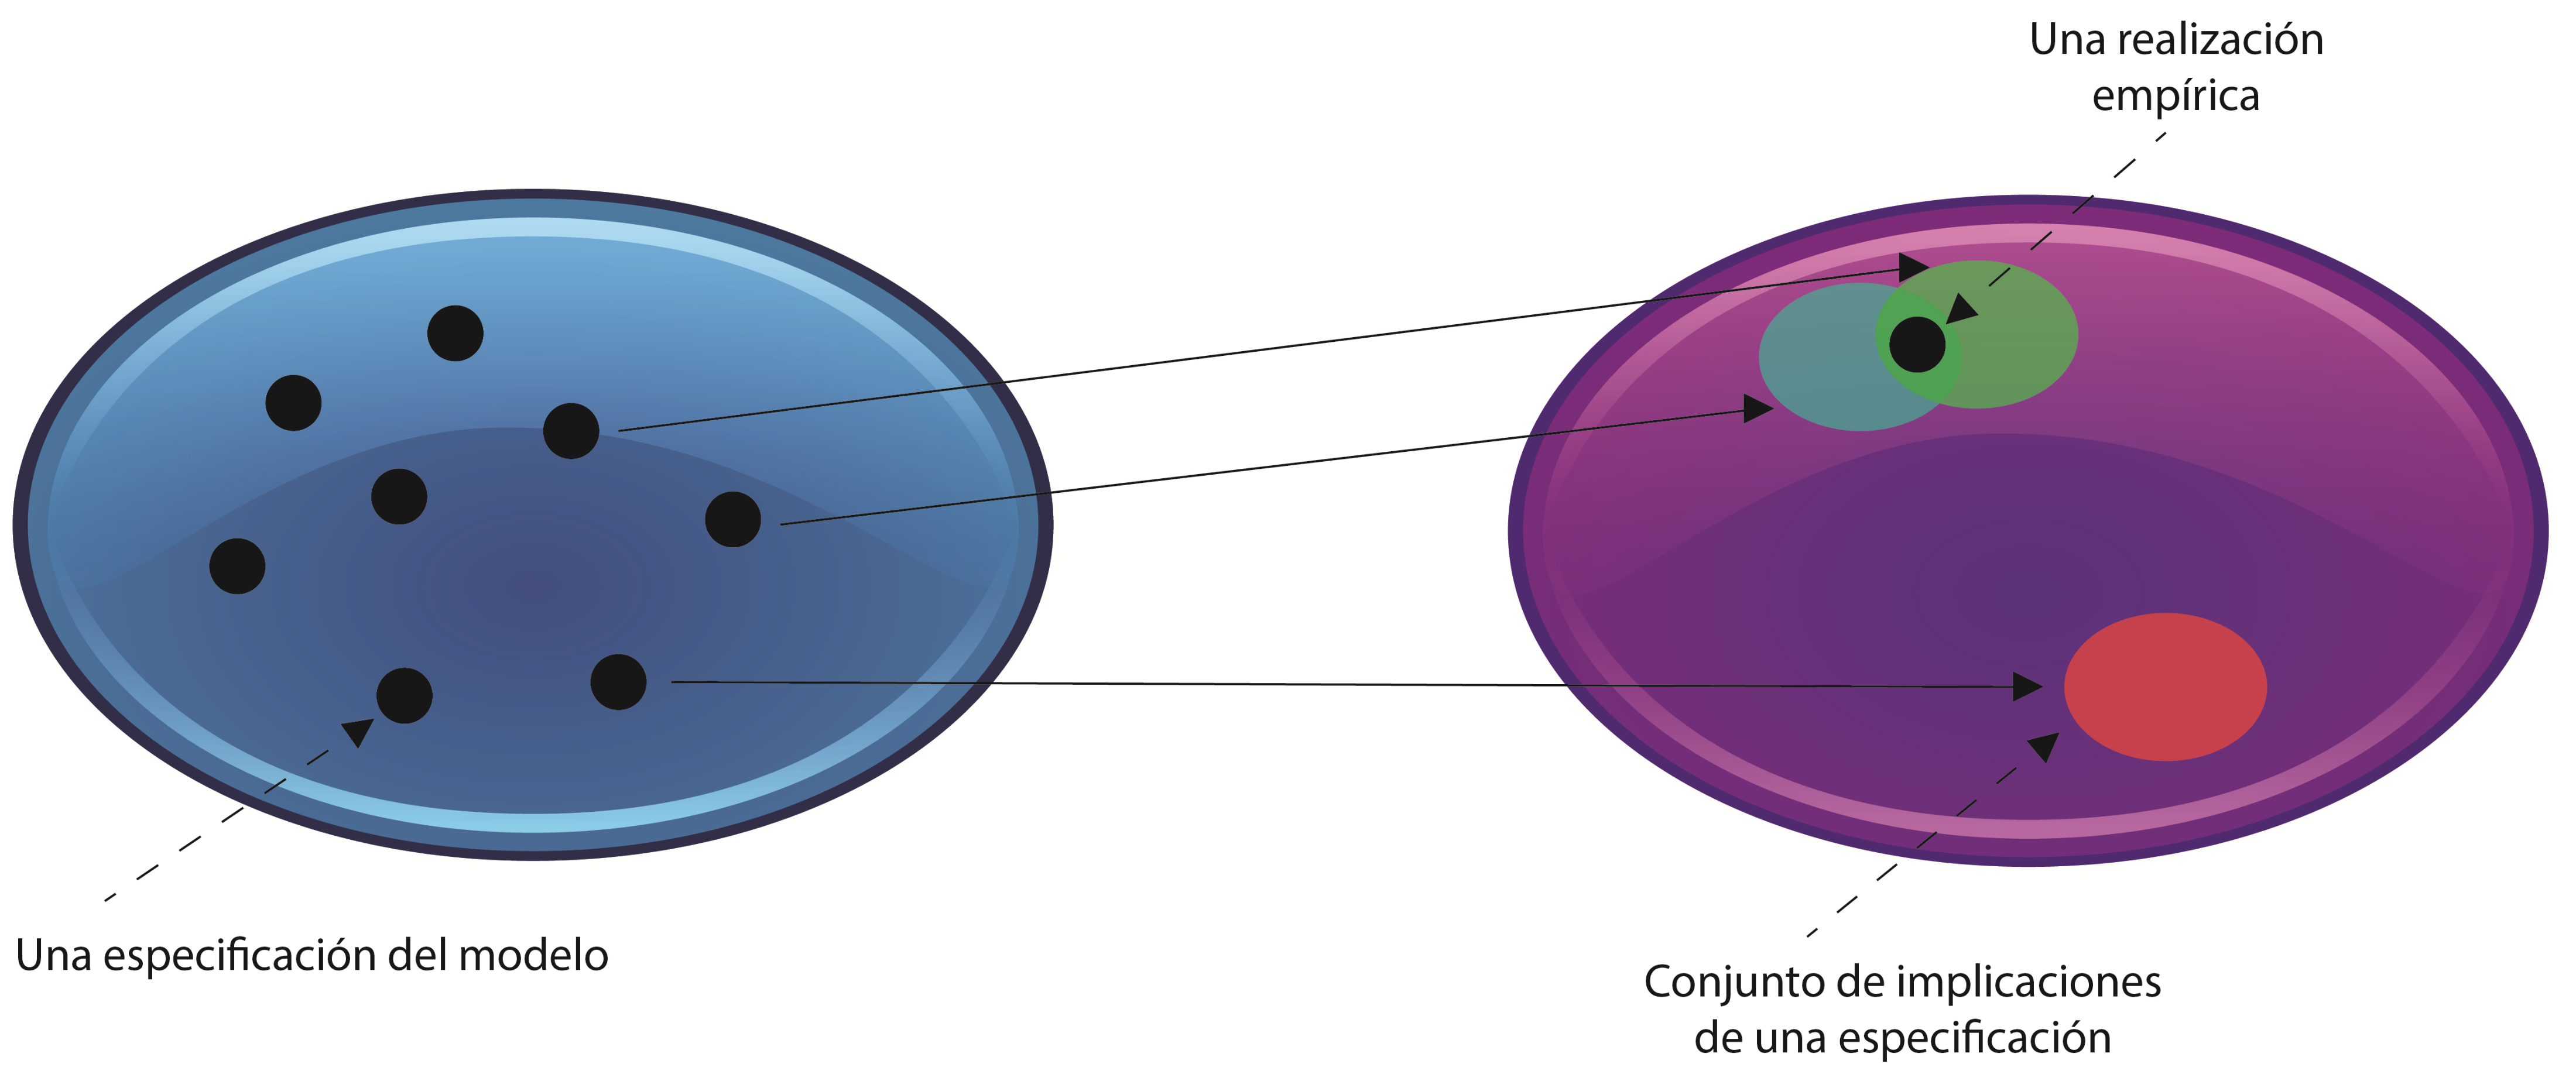 Una realización
empírica
Una especificación del modelo
Conjunto de implicaciones
de una especificación